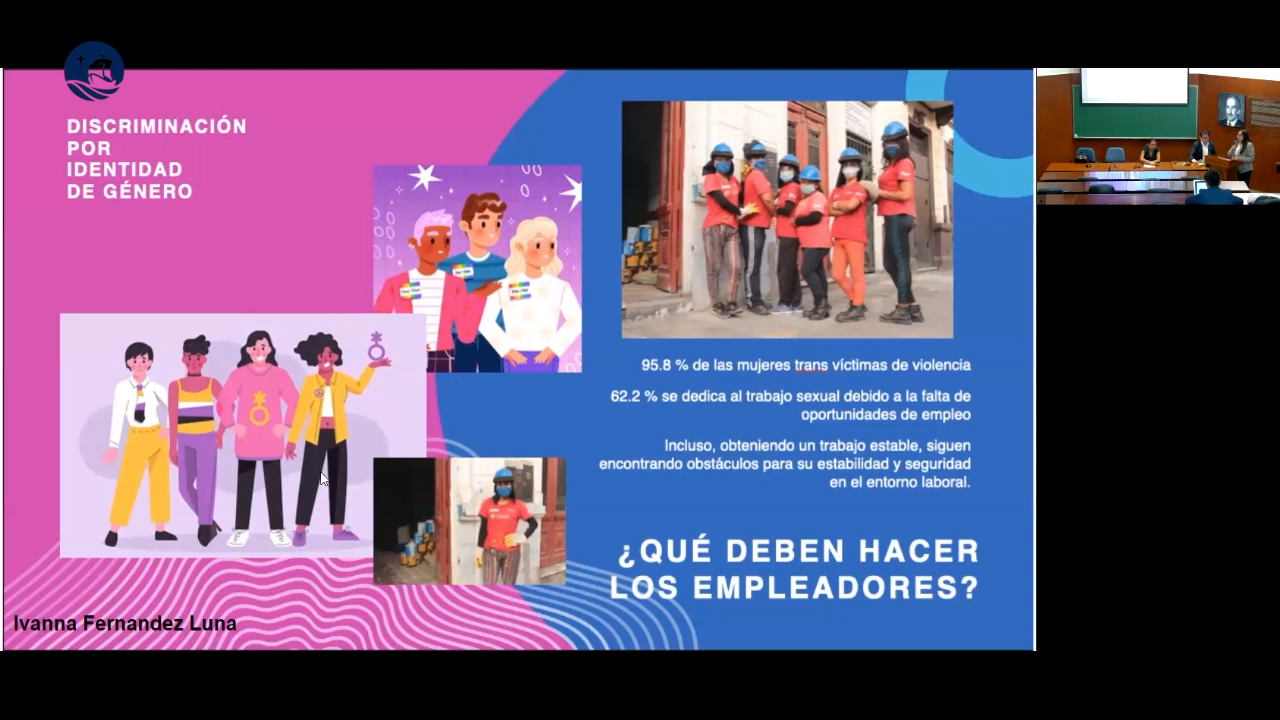 DISCRIMINACIÓN
POR
IDENTIDAD
DE GÉNERO
95.8 % de las mujeres trans víctimas de violencia
62.2 % se dedica al trabajo sexual debido a la falta de
oportunidades de empleo
Incluso, obteniendo un trabajo estable, siguen
encontrando obstáculos para su estabilidad y seguridad
en el entorno laboral.
¿QUÉ DEBEN HACER
LOS EMPLEADORES?
Ivanna Fernandez Luna